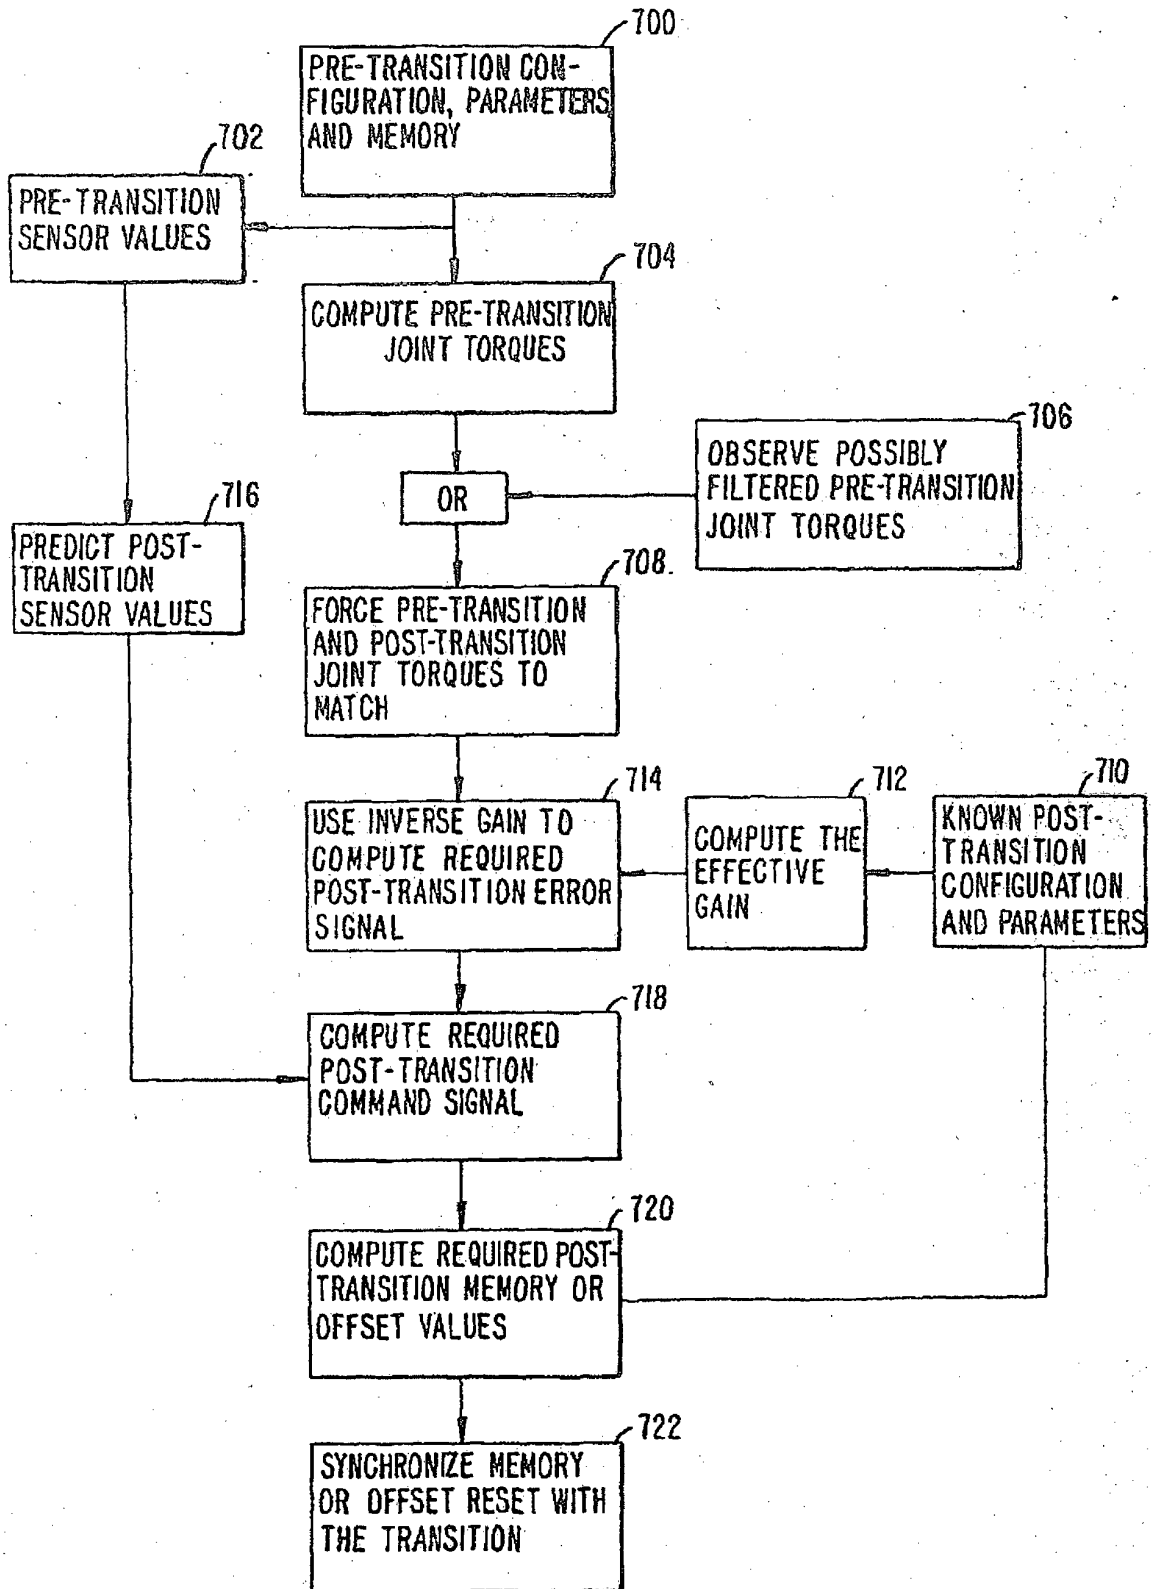 700
PRE-TRANSITION CON-
FIGURATION, PARAMETERS
AND MEMORY
702
PRE-TRANSITION
SENSOR VALUES
704
COMPUTE PRE-TRANSITION
JOINT TORQUES
706
OBSERVE POSSIBLY
FILTERED PRE-TRANSITION
JOINT TORQUES
OR
716
PREDICT POST-
TRANSITION
SENSOR VALUES
708.
FORCE PRE-TRANSITION
AND POST-TRANSITION
JOINT TORQUES TO
MATCH
714
USE INVERSE GAIN TO
COMPUTE REQUIRED
POST-TRANSITION ERROR
SIGNAL
712
COMPUTE THE
EFFECTIVE
GAIN
710
KNOWN POST-
TRANSITION
CONFIGURATION
AND PARAMETERS
718
COMPUTE REQUIRED
POST-TRANSITION
COMMAND SIGNAL
720
COMPUTE REQUIRED POST-
TRANSITION MEMORY OR
OFFSET VALUES
722
SYNCHRONIZE MEMORY
OR OFFSET RESET WITH
THE TRANSITION